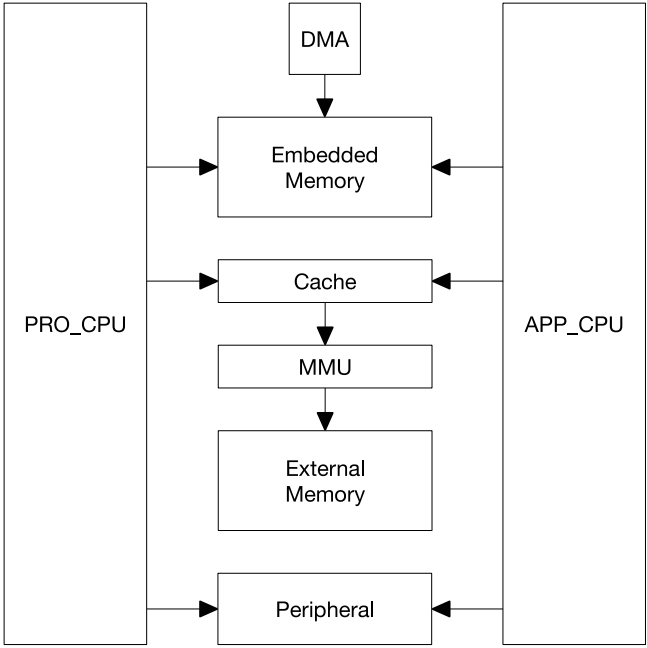 DMA
Embedded
Memory
Cache
PRO_CPU
APP_CPU
MMU
External
Memory
Peripheral